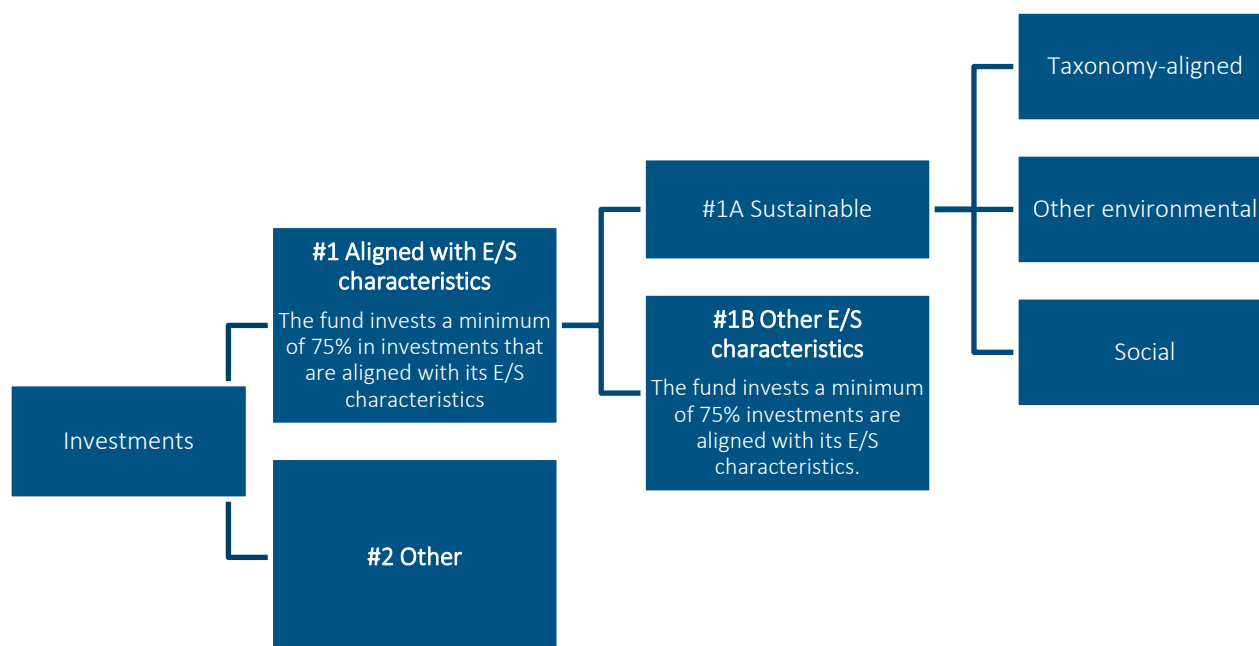 Investments
#1 Aligned with E/S
characteristics
The fund invests a minimum
of 75% in investments that
are aligned with its E/S
characteristics
#2 Other
#1A Sustainable
#1B Other E/S
characteristics
The fund invests a minimum
of 75% investments are
aligned with its E/S
characteristics.
Taxonomy-aligned
Other environmental
Social